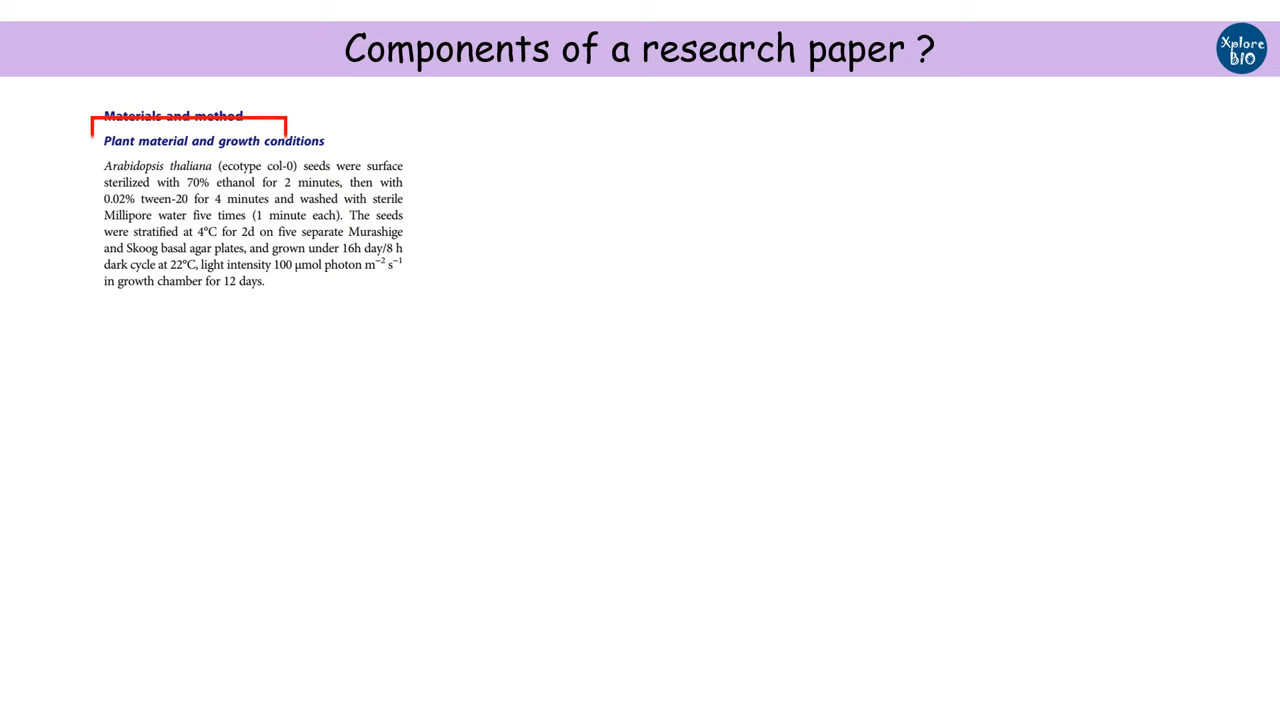 Components of a research paper ?
Xplore
BIO
Materials and method
Plant material and growth conditions
Arabidopsis thaliana (ecotype col-0) seeds were surface
sterilized with 70% ethanol for 2 minutes, then with
0.02% tween-20 for 4 minutes and washed with sterile
Millipore water five times (1 minute each). The seeds
were stratified at 4°C for 2d on five separate Murashige
and Skoog basal agar plates, and grown under 16h day/8 h
dark cycle at 22°C, light intensity 100 μmol photon m⁻² s⁻¹
in growth chamber for 12 days.